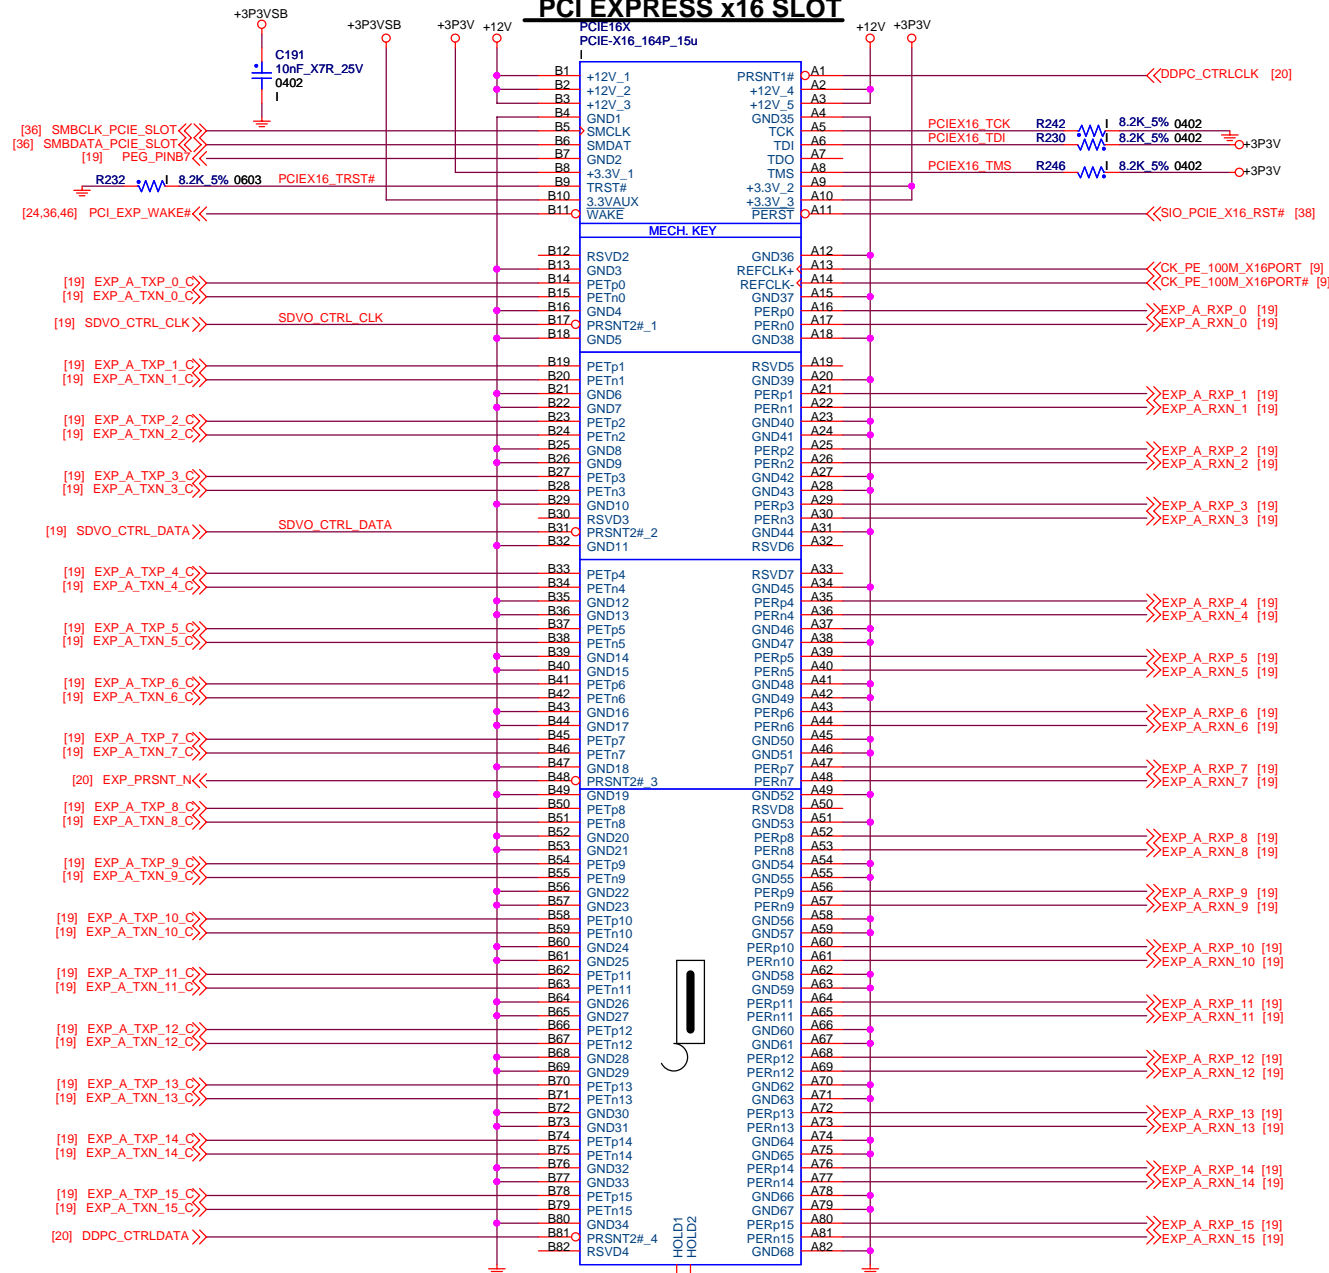 PCI EXPRESS x16 SLOT
+3P3VSB +3P3VSB +3P3V +12V PCIE16X +12V +3P3V
PCIE-X16_164P_15u
I
C191
10nF_X7R_25V
0402
I
B1 +12V_1 PRSNT1# A1 DDPC_CTRLCLK [20]
B2 +12V_2 +12V_4 A2
B3 +12V_3 +12V_5 A3
B4 GND1 GND35 A4
[36] SMBCLK_PCIE_SLOT B5 SMCLK TCK A5 PCIEX16_TCK R242 I 8.2K_5% 0402
[36] SMBDATA_PCIE_SLOT B6 SMDAT TDI A6 PCIEX16_TDI R230 I 8.2K_5% 0402 +3P3V
[19] PEG_PINB7 B7 GND2 TDO A7
B8 +3.3V_1 TMS A8 PCIEX16_TMS R246 I 8.2K_5% 0402 +3P3V
R232 I 8.2K_5% 0603 PCIEX16_TRST# B9 TRST# +3.3V_2 A9
B10 3.3VAUX +3.3V_3 A10
[24,36,46] PCI_EXP_WAKE# B11 WAKE PERST A11 SIO_PCIE_X16_RST# [38]
MECH. KEY
B12 RSVD2 GND36 A12
B13 GND3 REFCLK+ A13 CK_PE_100M_X16PORT [9]
[19] EXP_A_TXP_0_C B14 PETp0 REFCLK- A14 CK_PE_100M_X16PORT# [9]
[19] EXP_A_TXN_0_C B15 PETn0 GND37 A15
B16 GND4 PERp0 A16 EXP_A_RXP_0 [19]
[19] SDVO_CTRL_CLK SDVO_CTRL_CLK B17 PRSNT2#_1 PERn0 A17 EXP_A_RXN_0 [19]
B18 GND5 GND38 A18
[19] EXP_A_TXP_1_C B19 PETp1 RSVD5 A19
[19] EXP_A_TXN_1_C B20 PETn1 GND39 A20
B21 GND6 PERp1 A21 EXP_A_RXP_1 [19]
B22 GND7 PERn1 A22 EXP_A_RXN_1 [19]
[19] EXP_A_TXP_2_C B23 PETp2 GND40 A23
[19] EXP_A_TXN_2_C B24 PETn2 GND41 A24
B25 GND8 PERp2 A25 EXP_A_RXP_2 [19]
B26 GND9 PERn2 A26 EXP_A_RXN_2 [19]
[19] EXP_A_TXP_3_C B27 PETp3 GND42 A27
[19] EXP_A_TXN_3_C B28 PETn3 GND43 A28
B29 GND10 PERp3 A29 EXP_A_RXP_3 [19]
B30 RSVD3 PERn3 A30 EXP_A_RXN_3 [19]
[19] SDVO_CTRL_DATA SDVO_CTRL_DATA B31 PRSNT2#_2 GND44 A31
B32 GND11 RSVD6 A32
[19] EXP_A_TXP_4_C B33 PETp4 RSVD7 A33
[19] EXP_A_TXN_4_C B34 PETn4 GND45 A34
B35 GND12 PERp4 A35 EXP_A_RXP_4 [19]
B36 GND13 PERn4 A36 EXP_A_RXN_4 [19]
[19] EXP_A_TXP_5_C B37 PETp5 GND46 A37
[19] EXP_A_TXN_5_C B38 PETn5 GND47 A38
B39 GND14 PERp5 A39 EXP_A_RXP_5 [19]
B40 GND15 PERn5 A40 EXP_A_RXN_5 [19]
[19] EXP_A_TXP_6_C B41 PETp6 GND48 A41
[19] EXP_A_TXN_6_C B42 PETn6 GND49 A42
B43 GND16 PERp6 A43 EXP_A_RXP_6 [19]
B44 GND17 PERn6 A44 EXP_A_RXN_6 [19]
[19] EXP_A_TXP_7_C B45 PETp7 GND50 A45
[19] EXP_A_TXN_7_C B46 PETn7 GND51 A46
B47 GND18 PERp7 A47 EXP_A_RXP_7 [19]
[20] EXP_PRSNT_N B48 PRSNT2#_3 PERn7 A48 EXP_A_RXN_7 [19]
B49 GND19 GND52 A49
[19] EXP_A_TXP_8_C B50 PETp8 RSVD8 A50
[19] EXP_A_TXN_8_C B51 PETn8 GND53 A51
B52 GND20 PERp8 A52 EXP_A_RXP_8 [19]
B53 GND21 PERn8 A53 EXP_A_RXN_8 [19]
[19] EXP_A_TXP_9_C B54 PETp9 GND54 A54
[19] EXP_A_TXN_9_C B55 PETn9 GND55 A55
B56 GND22 PERp9 A56 EXP_A_RXP_9 [19]
B57 GND23 PERn9 A57 EXP_A_RXN_9 [19]
[19] EXP_A_TXP_10_C B58 PETp10 GND56 A58
[19] EXP_A_TXN_10_C B59 PETn10 GND57 A59
B60 GND24 PERp10 A60 EXP_A_RXP_10 [19]
B61 GND25 PERn10 A61 EXP_A_RXN_10 [19]
[19] EXP_A_TXP_11_C B62 PETp11 GND58 A62
[19] EXP_A_TXN_11_C B63 PETn11 GND59 A63
B64 GND26 PERp11 A64 EXP_A_RXP_11 [19]
B65 GND27 PERn11 A65 EXP_A_RXN_11 [19]
[19] EXP_A_TXP_12_C B66 PETp12 GND60 A66
[19] EXP_A_TXN_12_C B67 PETn12 GND61 A67
B68 GND28 PERp12 A68 EXP_A_RXP_12 [19]
B69 GND29 PERn12 A69 EXP_A_RXN_12 [19]
[19] EXP_A_TXP_13_C B70 PETp13 GND62 A70
[19] EXP_A_TXN_13_C B71 PETn13 GND63 A71
B72 GND30 PERp13 A72 EXP_A_RXP_13 [19]
B73 GND31 PERn13 A73 EXP_A_RXN_13 [19]
[19] EXP_A_TXP_14_C B74 PETp14 GND64 A74
[19] EXP_A_TXN_14_C B75 PETn14 GND65 A75
B76 GND32 PERp14 A76 EXP_A_RXP_14 [19]
B77 GND33 PERn14 A77 EXP_A_RXN_14 [19]
[19] EXP_A_TXP_15_C B78 PETp15 GND66 A78
[19] EXP_A_TXN_15_C B79 PETn15 GND67 A79
B80 GND34 PERp15 A80 EXP_A_RXP_15 [19]
[20] DDPC_CTRLDATA B81 PRSNT2#_4 PERn15 A81 EXP_A_RXN_15 [19]
B82 RSVD4 GND68 A82
HOLD1
HOLD2